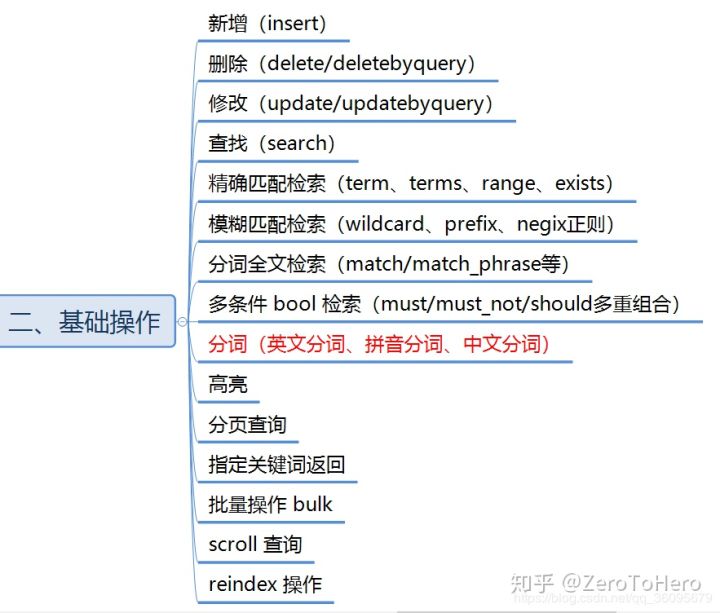 新增（insert）
删除（delete/deletebyquery）
修改（update/updatebyquery）
查找（search）
精确匹配检索（term、terms、range、exists）
模糊匹配检索（wildcard、prefix、negix正则）
分词全文检索（match/match_phrase等）
多条件 bool 检索（must/must_not/should多重组合）
二、基础操作
分词（英文分词、拼音分词、中文分词）
高亮
分页查询
指定关键词返回
批量操作 bulk
scroll 查询
reindex 操作
知乎 @ZeroToHero
https://blog.csdn.net/qq_36095679